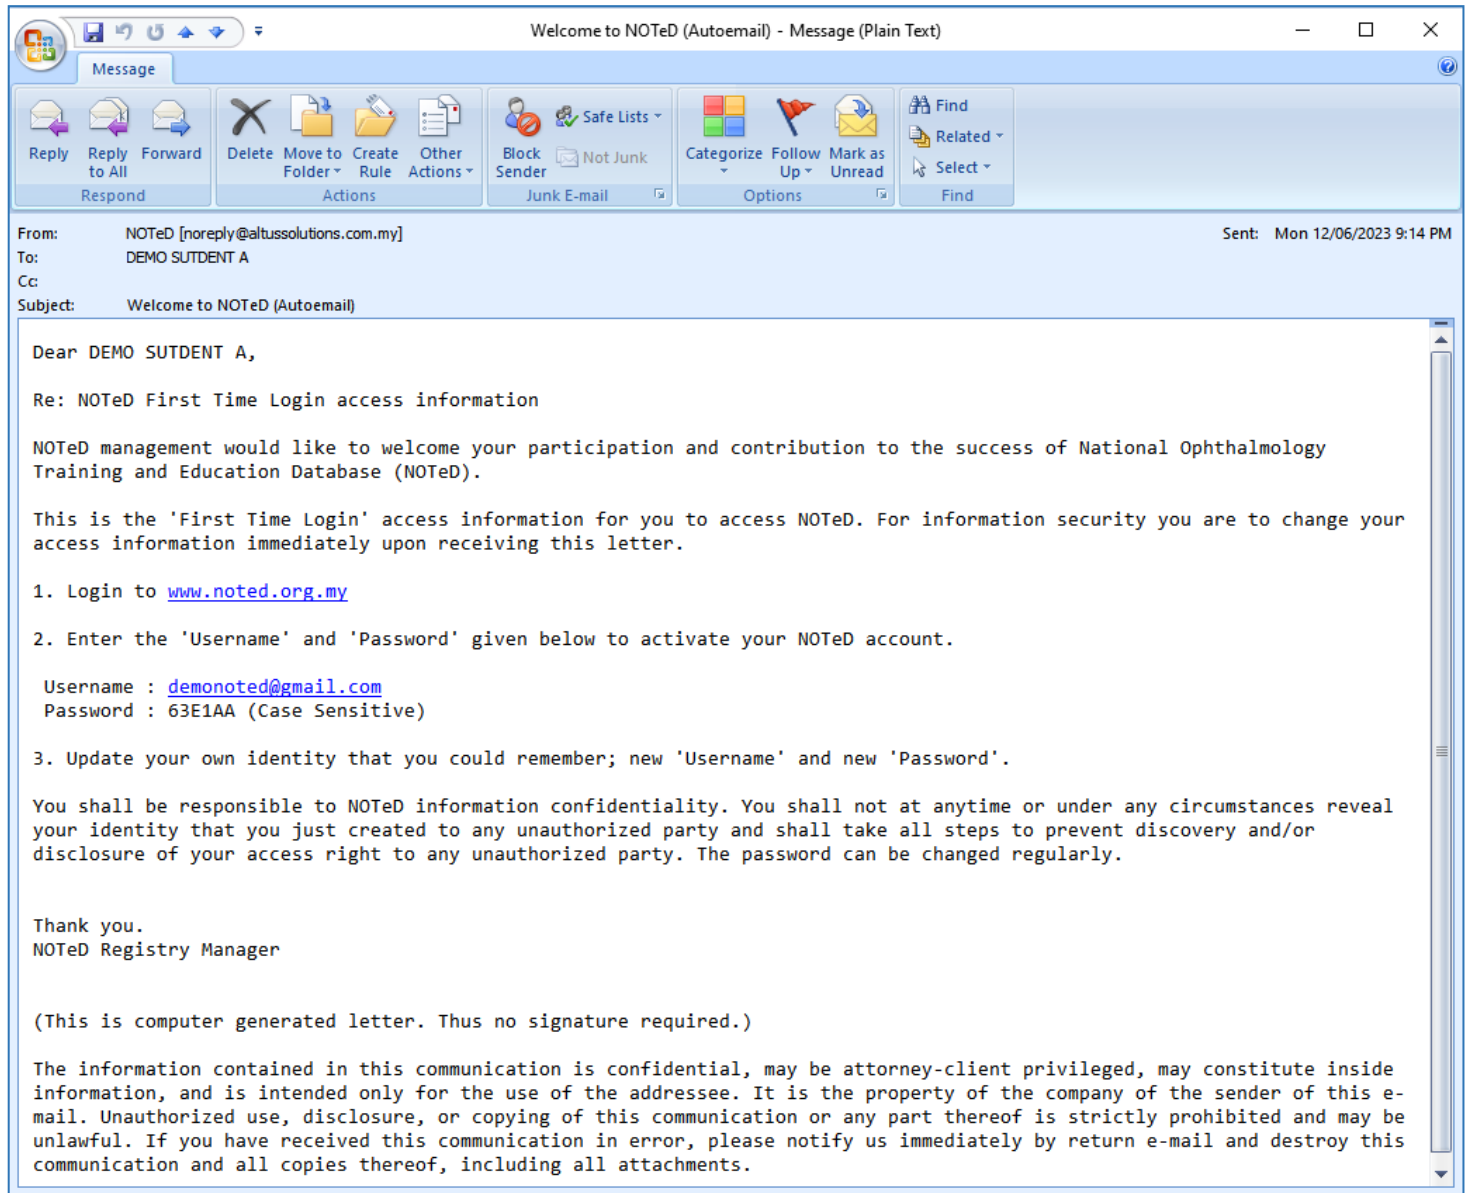 Welcome to NOTeD (Autoemail) - Message (Plain Text)
Message
Reply
Reply to All
Forward
Respond
Delete
Move to Folder
Create Rule
Other Actions
Actions
Block Sender
Safe Lists
Not Junk
Junk E-mail
Categorize
Follow Up
Mark as Unread
Options
Find
Related
Select
Find
From: NOTeD [noreply@altussolutions.com.my]
Sent: Mon 12/06/2023 9:14 PM
To: DEMO SUTDENT A
Cc:
Subject: Welcome to NOTeD (Autoemail)
Dear DEMO SUTDENT A,
Re: NOTeD First Time Login access information
NOTeD management would like to welcome your participation and contribution to the success of National Ophthalmology
Training and Education Database (NOTeD).
This is the 'First Time Login' access information for you to access NOTeD. For information security you are to change your
access information immediately upon receiving this letter.
1. Login to www.noted.org.my
2. Enter the 'Username' and 'Password' given below to activate your NOTeD account.
Username : demonoted@gmail.com
Password : 63E1AA (Case Sensitive)
3. Update your own identity that you could remember; new 'Username' and new 'Password'.
You shall be responsible to NOTeD information confidentiality. You shall not at anytime or under any circumstances reveal
your identity that you just created to any unauthorized party and shall take all steps to prevent discovery and/or
disclosure of your access right to any unauthorized party. The password can be changed regularly.
Thank you.
NOTeD Registry Manager
(This is computer generated letter. Thus no signature required.)
The information contained in this communication is confidential, may be attorney-client privileged, may constitute inside
information, and is intended only for the use of the addressee. It is the property of the company of the sender of this e-
mail. Unauthorized use, disclosure, or copying of this communication or any part thereof is strictly prohibited and may be
unlawful. If you have received this communication in error, please notify us immediately by return e-mail and destroy this
communication and all copies thereof, including all attachments.